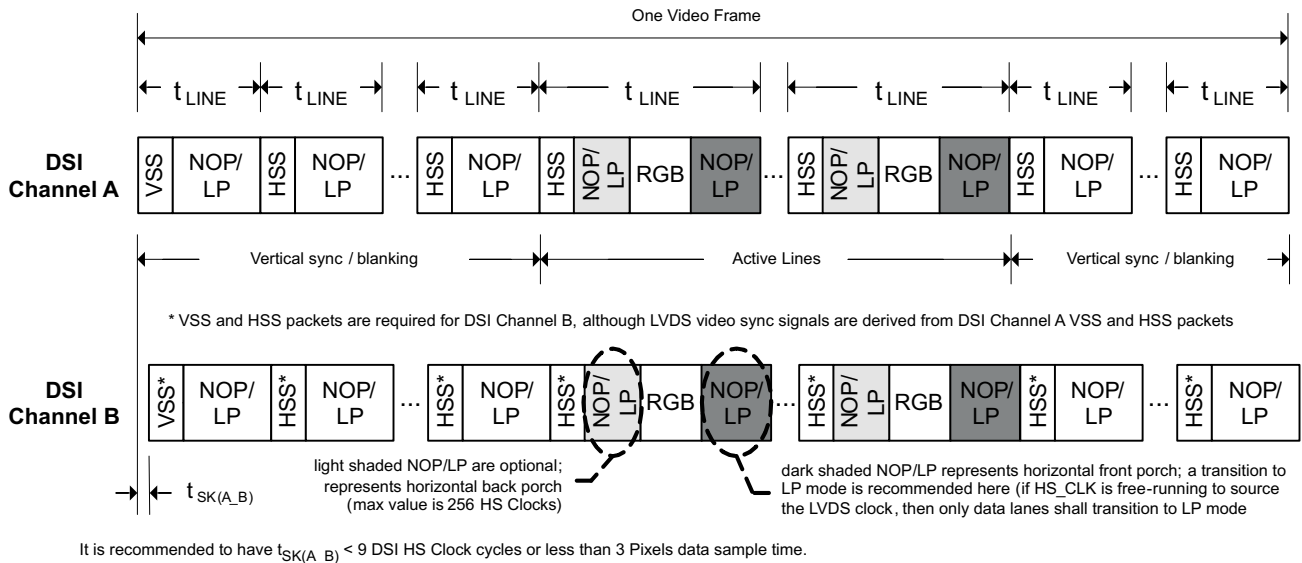 One Video Frame
t LINE t LINE t LINE t LINE t LINE t LINE t LINE
DSI
Channel A
VSS NOP/LP HSS NOP/LP ... HSS NOP/LP HSS NOP/LP RGB NOP/LP ... HSS NOP/LP RGB NOP/LP HSS NOP/LP ... HSS NOP/LP
Vertical sync / blanking Active Lines Vertical sync / blanking
* VSS and HSS packets are required for DSI Channel B, although LVDS video sync signals are derived from DSI Channel A VSS and HSS packets
DSI
Channel B
VSS* NOP/LP HSS* NOP/LP ... HSS* NOP/LP HSS* NOP/LP RGB NOP/LP ... HSS* NOP/LP RGB NOP/LP HSS* NOP/LP ... HSS* NOP/LP
t SK(A_B)
light shaded NOP/LP are optional;
represents horizontal back porch
(max value is 256 HS Clocks)
dark shaded NOP/LP represents horizontal front porch; a transition to
LP mode is recommended here (if HS_CLK is free-running to source
the LVDS clock, then only data lanes shall transition to LP mode
It is recommended to have t SK(A_B) < 9 DSI HS Clock cycles or less than 3 Pixels data sample time.